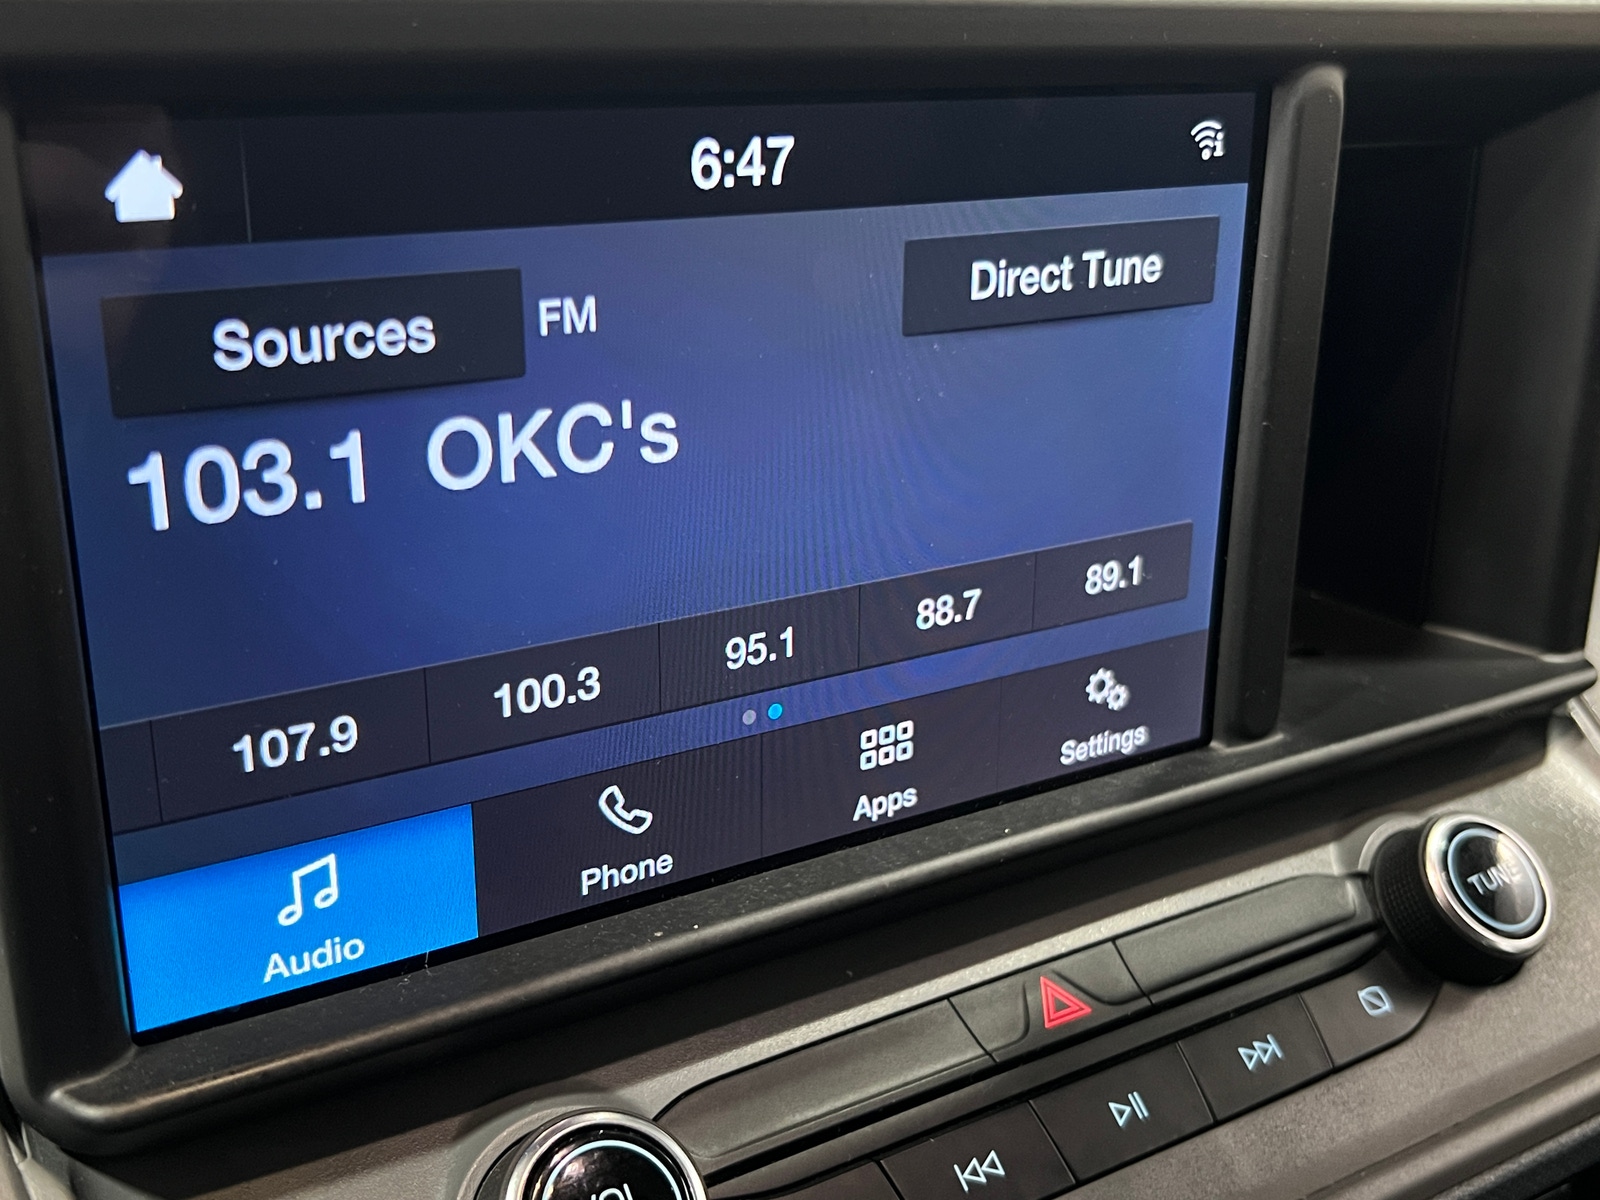 6:47
Sources
FM
Direct Tune
103.1 OKC's
107.9
100.3
95.1
88.7
89.1
Audio
Phone
Apps
Settings
TUNE
VOL